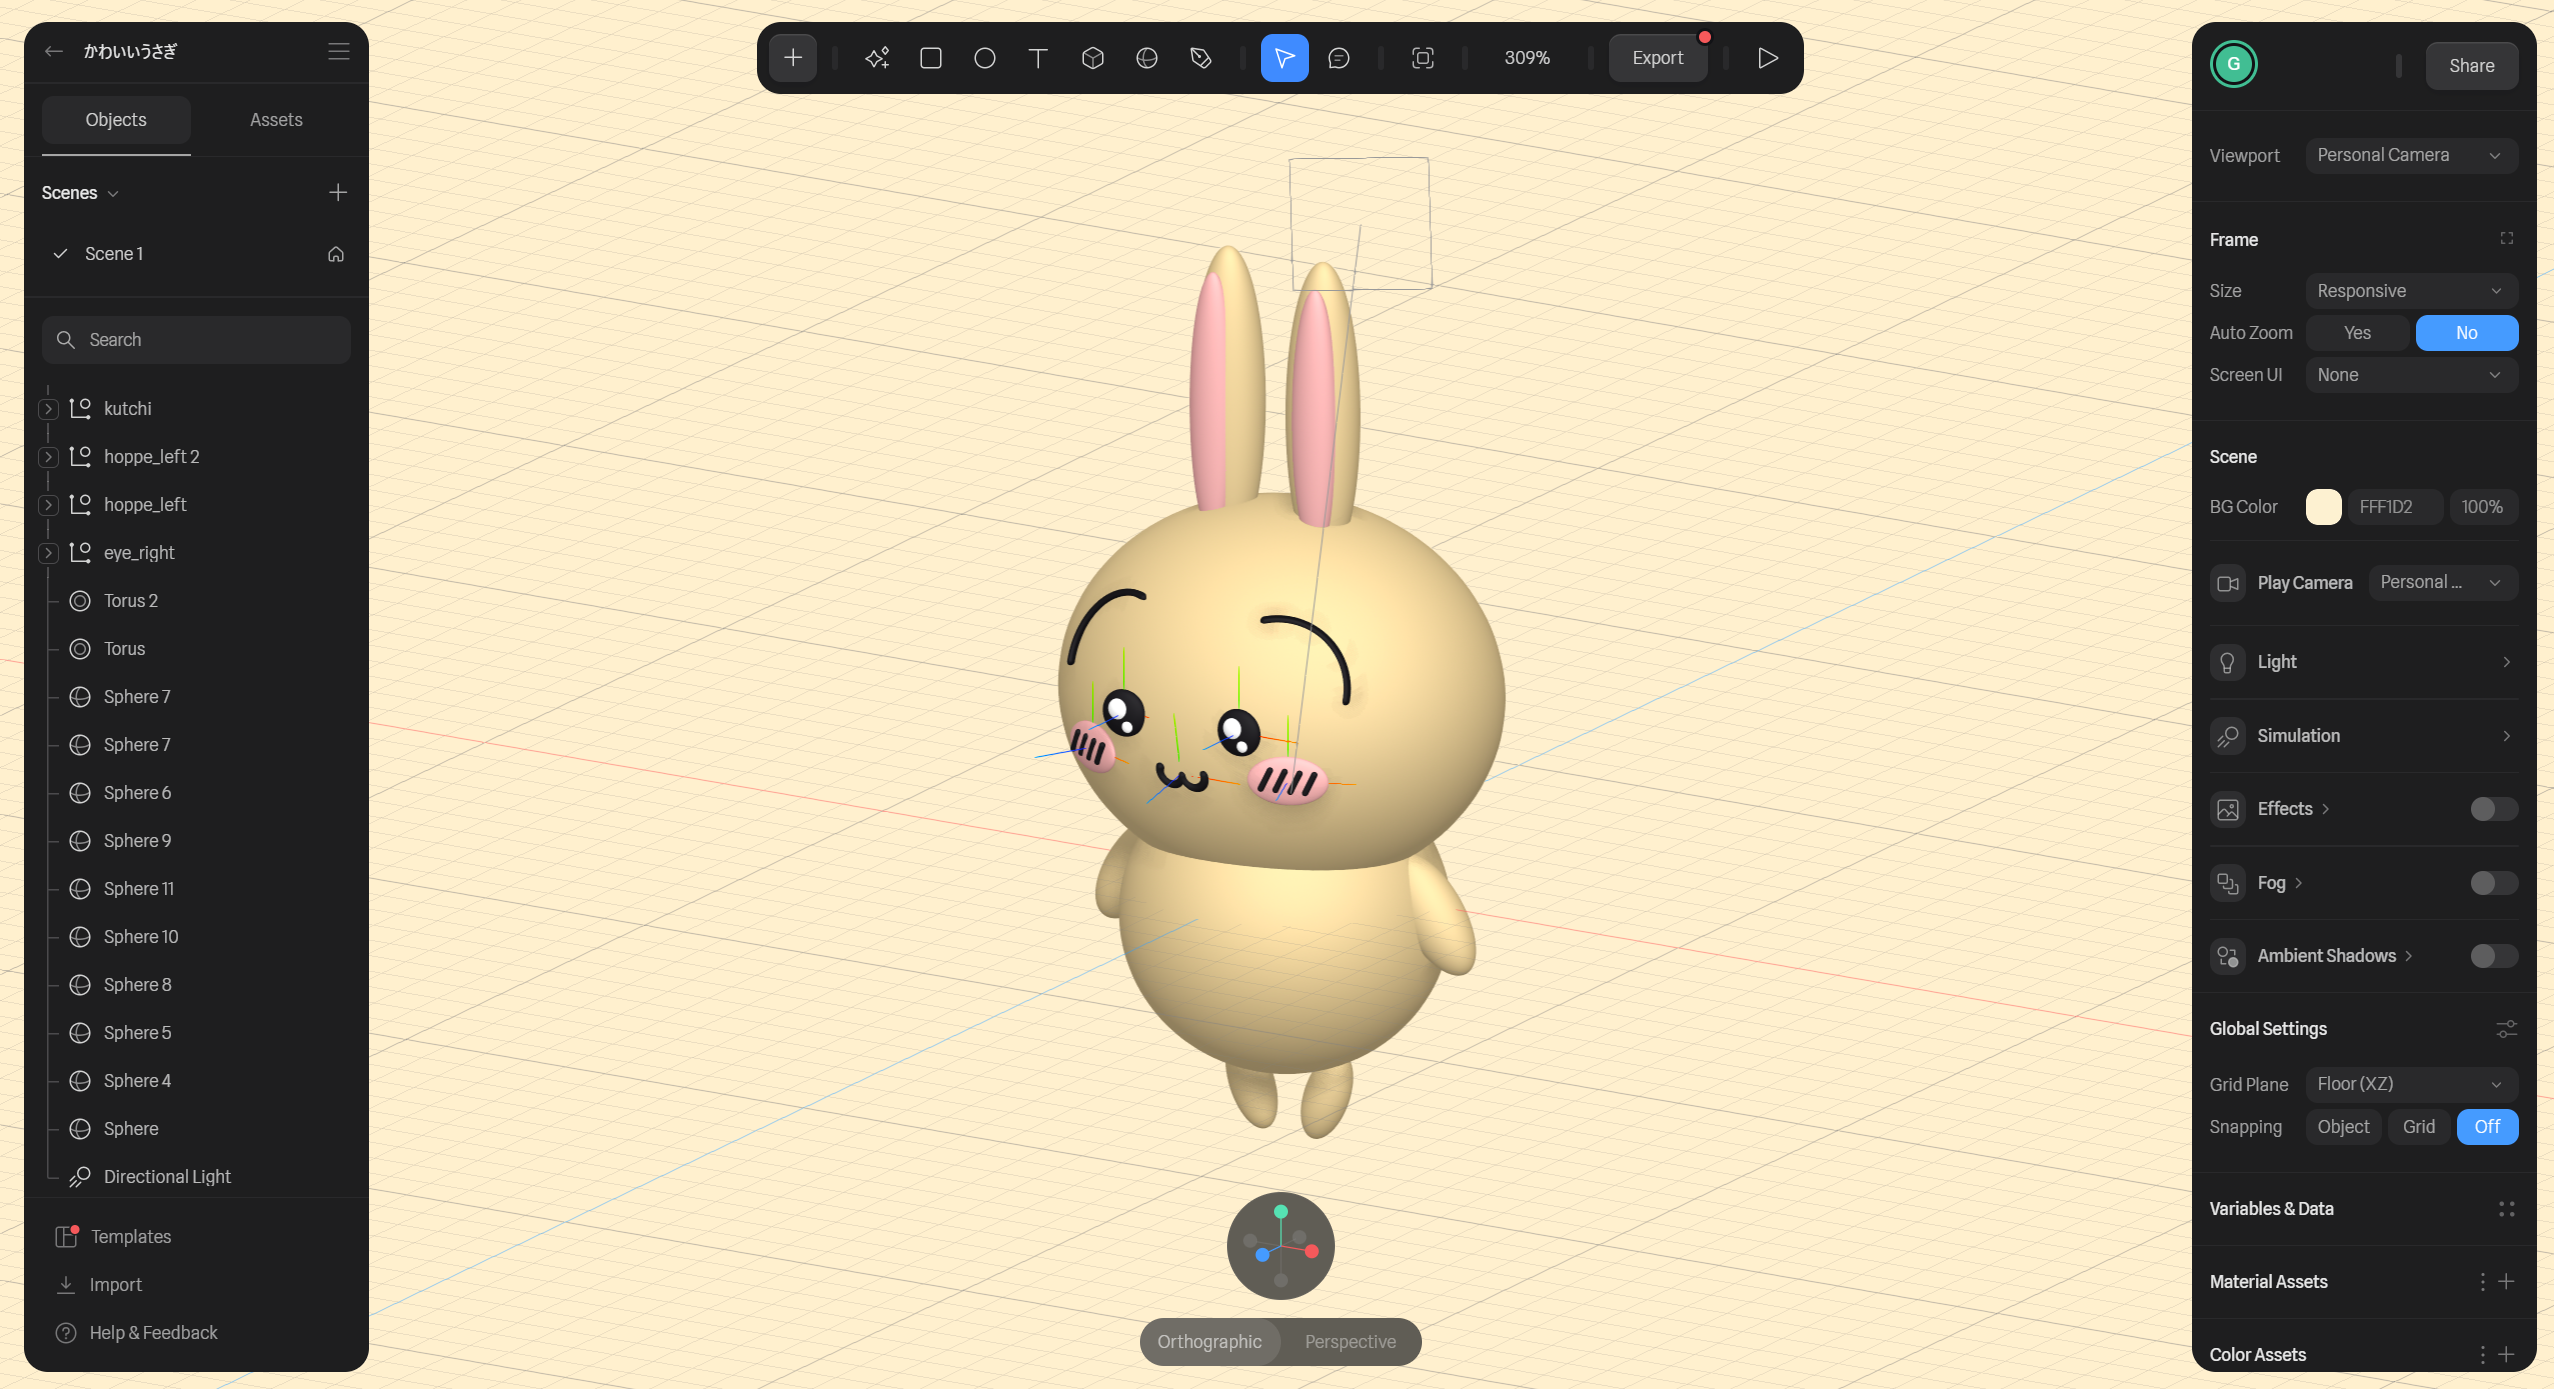 かわいいうさぎ
Objects
Assets
Scenes
Scene 1
Search
kutchi
hoppe_left 2
hoppe_left
eye_right
Torus 2
Torus
Sphere 7
Sphere 7
Sphere 6
Sphere 9
Sphere 11
Sphere 10
Sphere 8
Sphere 5
Sphere 4
Sphere
Directional Light
Templates
Import
Help & Feedback
309%
Export
Orthographic
Perspective
G
Share
Viewport
Personal Camera
Frame
Size
Responsive
Auto Zoom
Yes
No
Screen UI
None
Scene
BG Color
FFF1D2
100%
Play Camera
Personal ...
Light
Simulation
Effects
Fog
Ambient Shadows
Global Settings
Grid Plane
Floor (XZ)
Snapping
Object
Grid
Off
Variables & Data
Material Assets
Color Assets